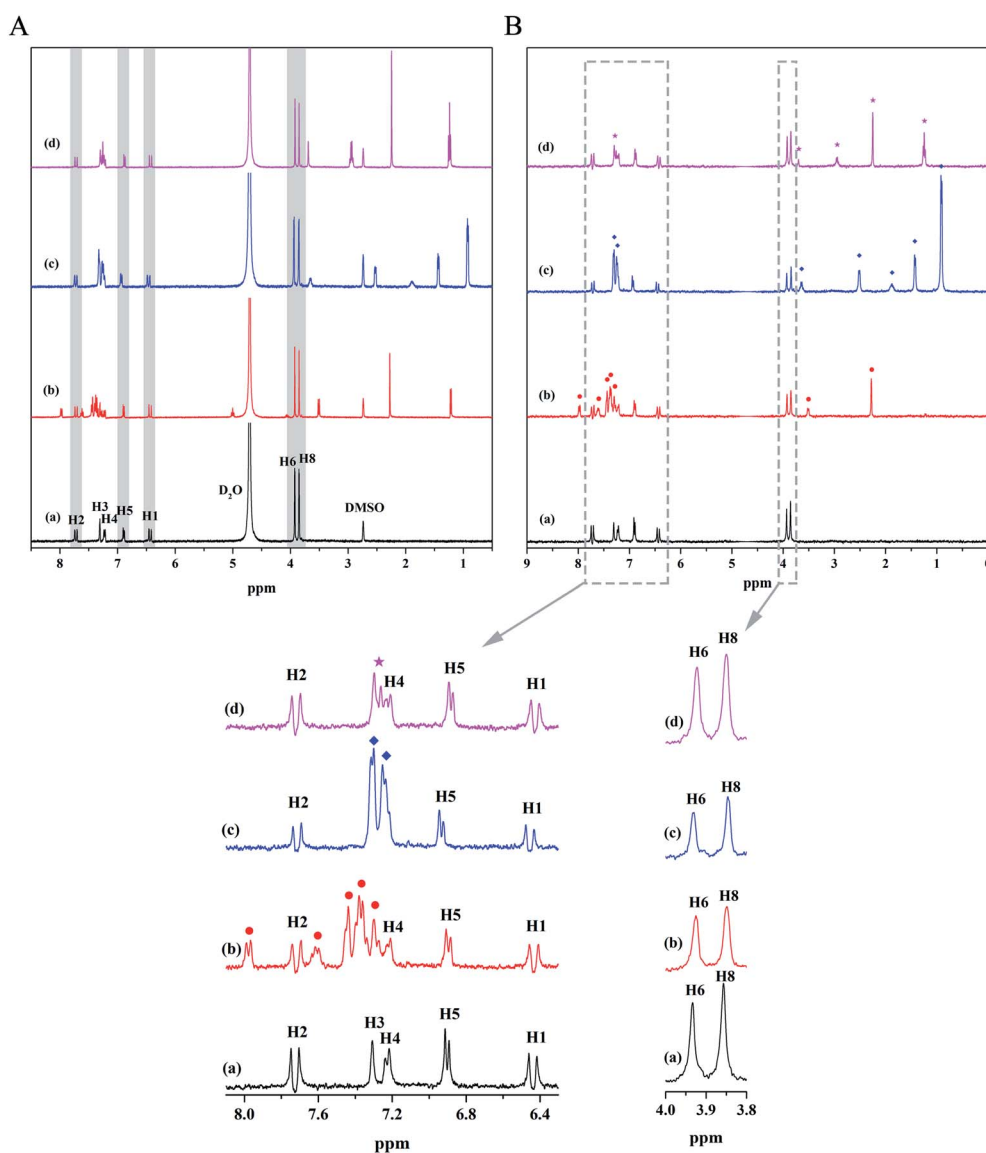 A
B
(d)
(c)
(b)
(a)
H2
H3
H4
H5
H1
D₂O
H6
H8
DMSO
8 7 6 5 4 3 2 1
ppm
(d)
(c)
(b)
(a)
9 8 7 6 5 4 3 2 1 0
ppm
(d) H2 H4 H5 H1
(c) H2 H5 H1
(b) H2 H4 H5 H1
(a) H2 H3 H4 H5 H1
8.0 7.6 7.2 6.8 6.4
ppm
H6 H8
(d)
H6 H8
(c)
H6 H8
(b)
H6 H8
(a)
4.0 3.9 3.8
ppm